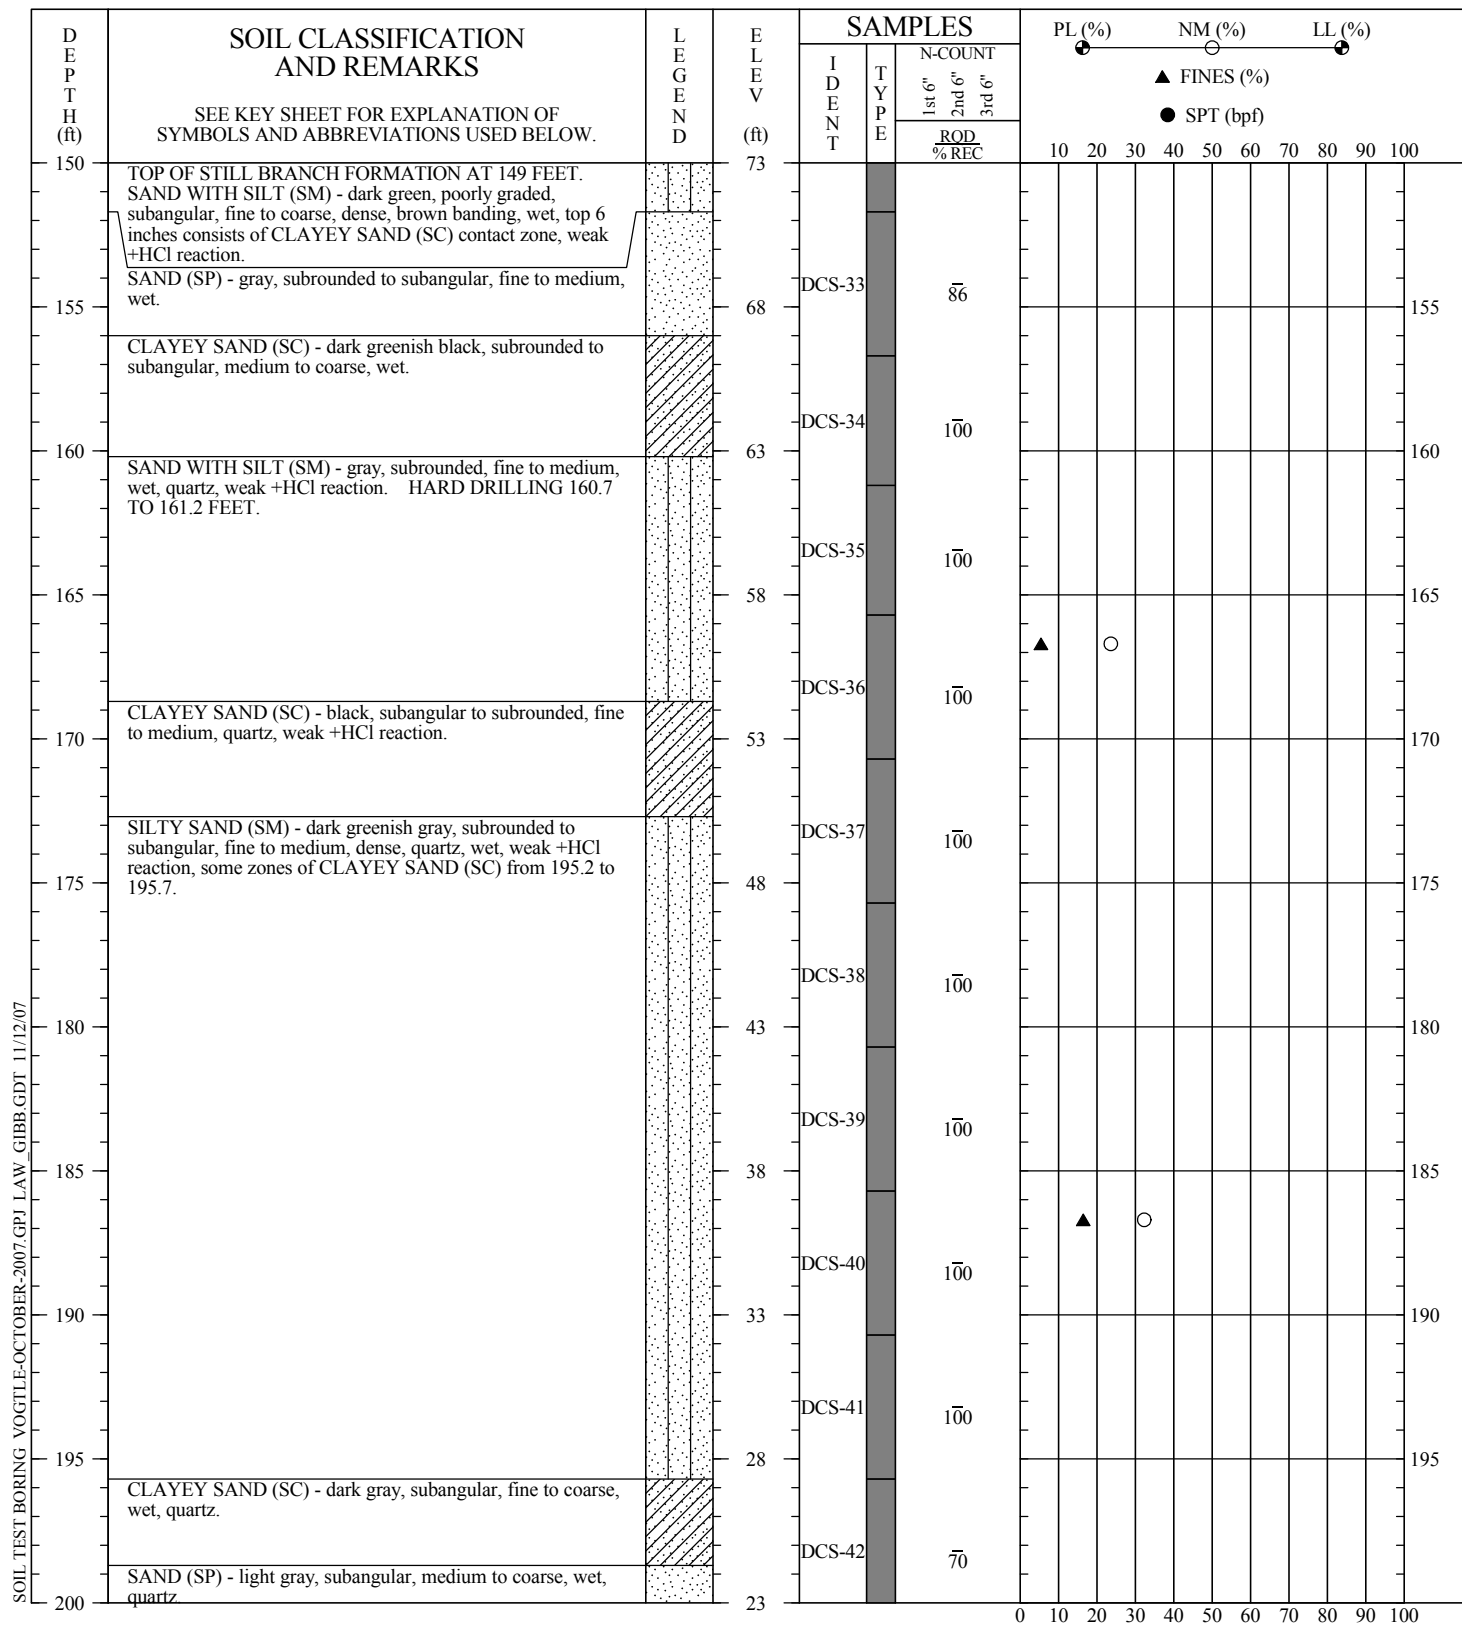 DEPTH (ft)
SOIL CLASSIFICATION
AND REMARKS
SEE KEY SHEET FOR EXPLANATION OF
SYMBOLS AND ABBREVIATIONS USED BELOW.
LEGEND
ELEV (ft)
SAMPLES
IDENT
TYPE
N-COUNT
1st 6"
2nd 6"
3rd 6"
RQD
% REC
PL (%) NM (%) LL (%)
▲ FINES (%)
● SPT (bpf)
10 20 30 40 50 60 70 80 90 100
150 73
TOP OF STILL BRANCH FORMATION AT 149 FEET.
SAND WITH SILT (SM) - dark green, poorly graded,
subangular, fine to coarse, dense, brown banding, wet, top 6
inches consists of CLAYEY SAND (SC) contact zone, weak
+HCl reaction.
SAND (SP) - gray, subrounded to subangular, fine to medium,
wet.
DCS-33 86
155 68 155
CLAYEY SAND (SC) - dark greenish black, subrounded to
subangular, medium to coarse, wet.
DCS-34 100
160 63 160
SAND WITH SILT (SM) - gray, subrounded, fine to medium,
wet, quartz, weak +HCl reaction. HARD DRILLING 160.7
TO 161.2 FEET.
DCS-35 100
165 58 165
DCS-36 100
CLAYEY SAND (SC) - black, subangular to subrounded, fine
to medium, quartz, weak +HCl reaction.
170 53 170
SILTY SAND (SM) - dark greenish gray, subrounded to
subangular, fine to medium, dense, quartz, wet, weak +HCl
reaction, some zones of CLAYEY SAND (SC) from 195.2 to
195.7.
DCS-37 100
175 48 175
DCS-38 100
180 43 180
DCS-39 100
185 38 185
DCS-40 100
190 33 190
DCS-41 100
195 28 195
CLAYEY SAND (SC) - dark gray, subangular, fine to coarse,
wet, quartz.
DCS-42 70
SAND (SP) - light gray, subangular, medium to coarse, wet,
quartz.
200 23
0 10 20 30 40 50 60 70 80 90 100
SOIL TEST BORING VOGTLE-OCTOBER-2007.GPJ LAW_GIBB.GDT 11/12/07